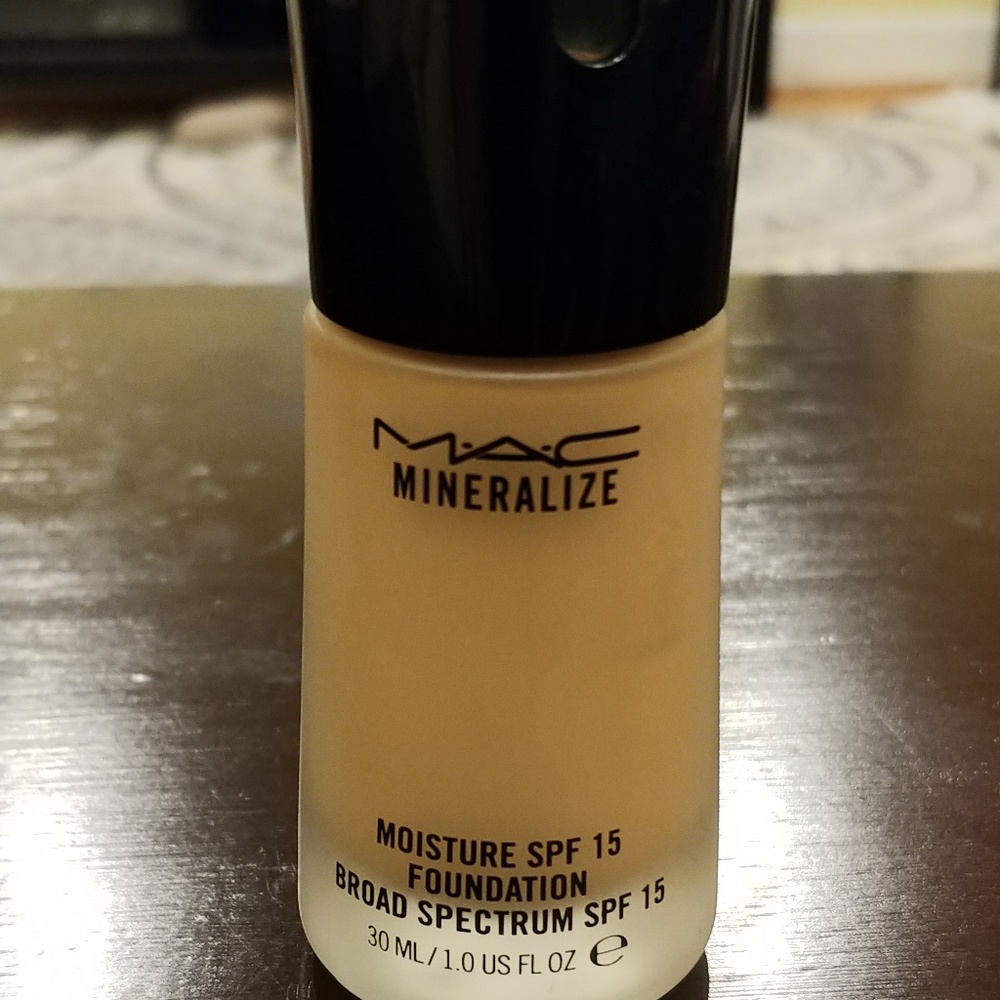 M·A·C
MINERALIZE
MOISTURE SPF 15
FOUNDATION
BROAD SPECTRUM SPF 15
30 ML / 1.0 US FL OZ ℮